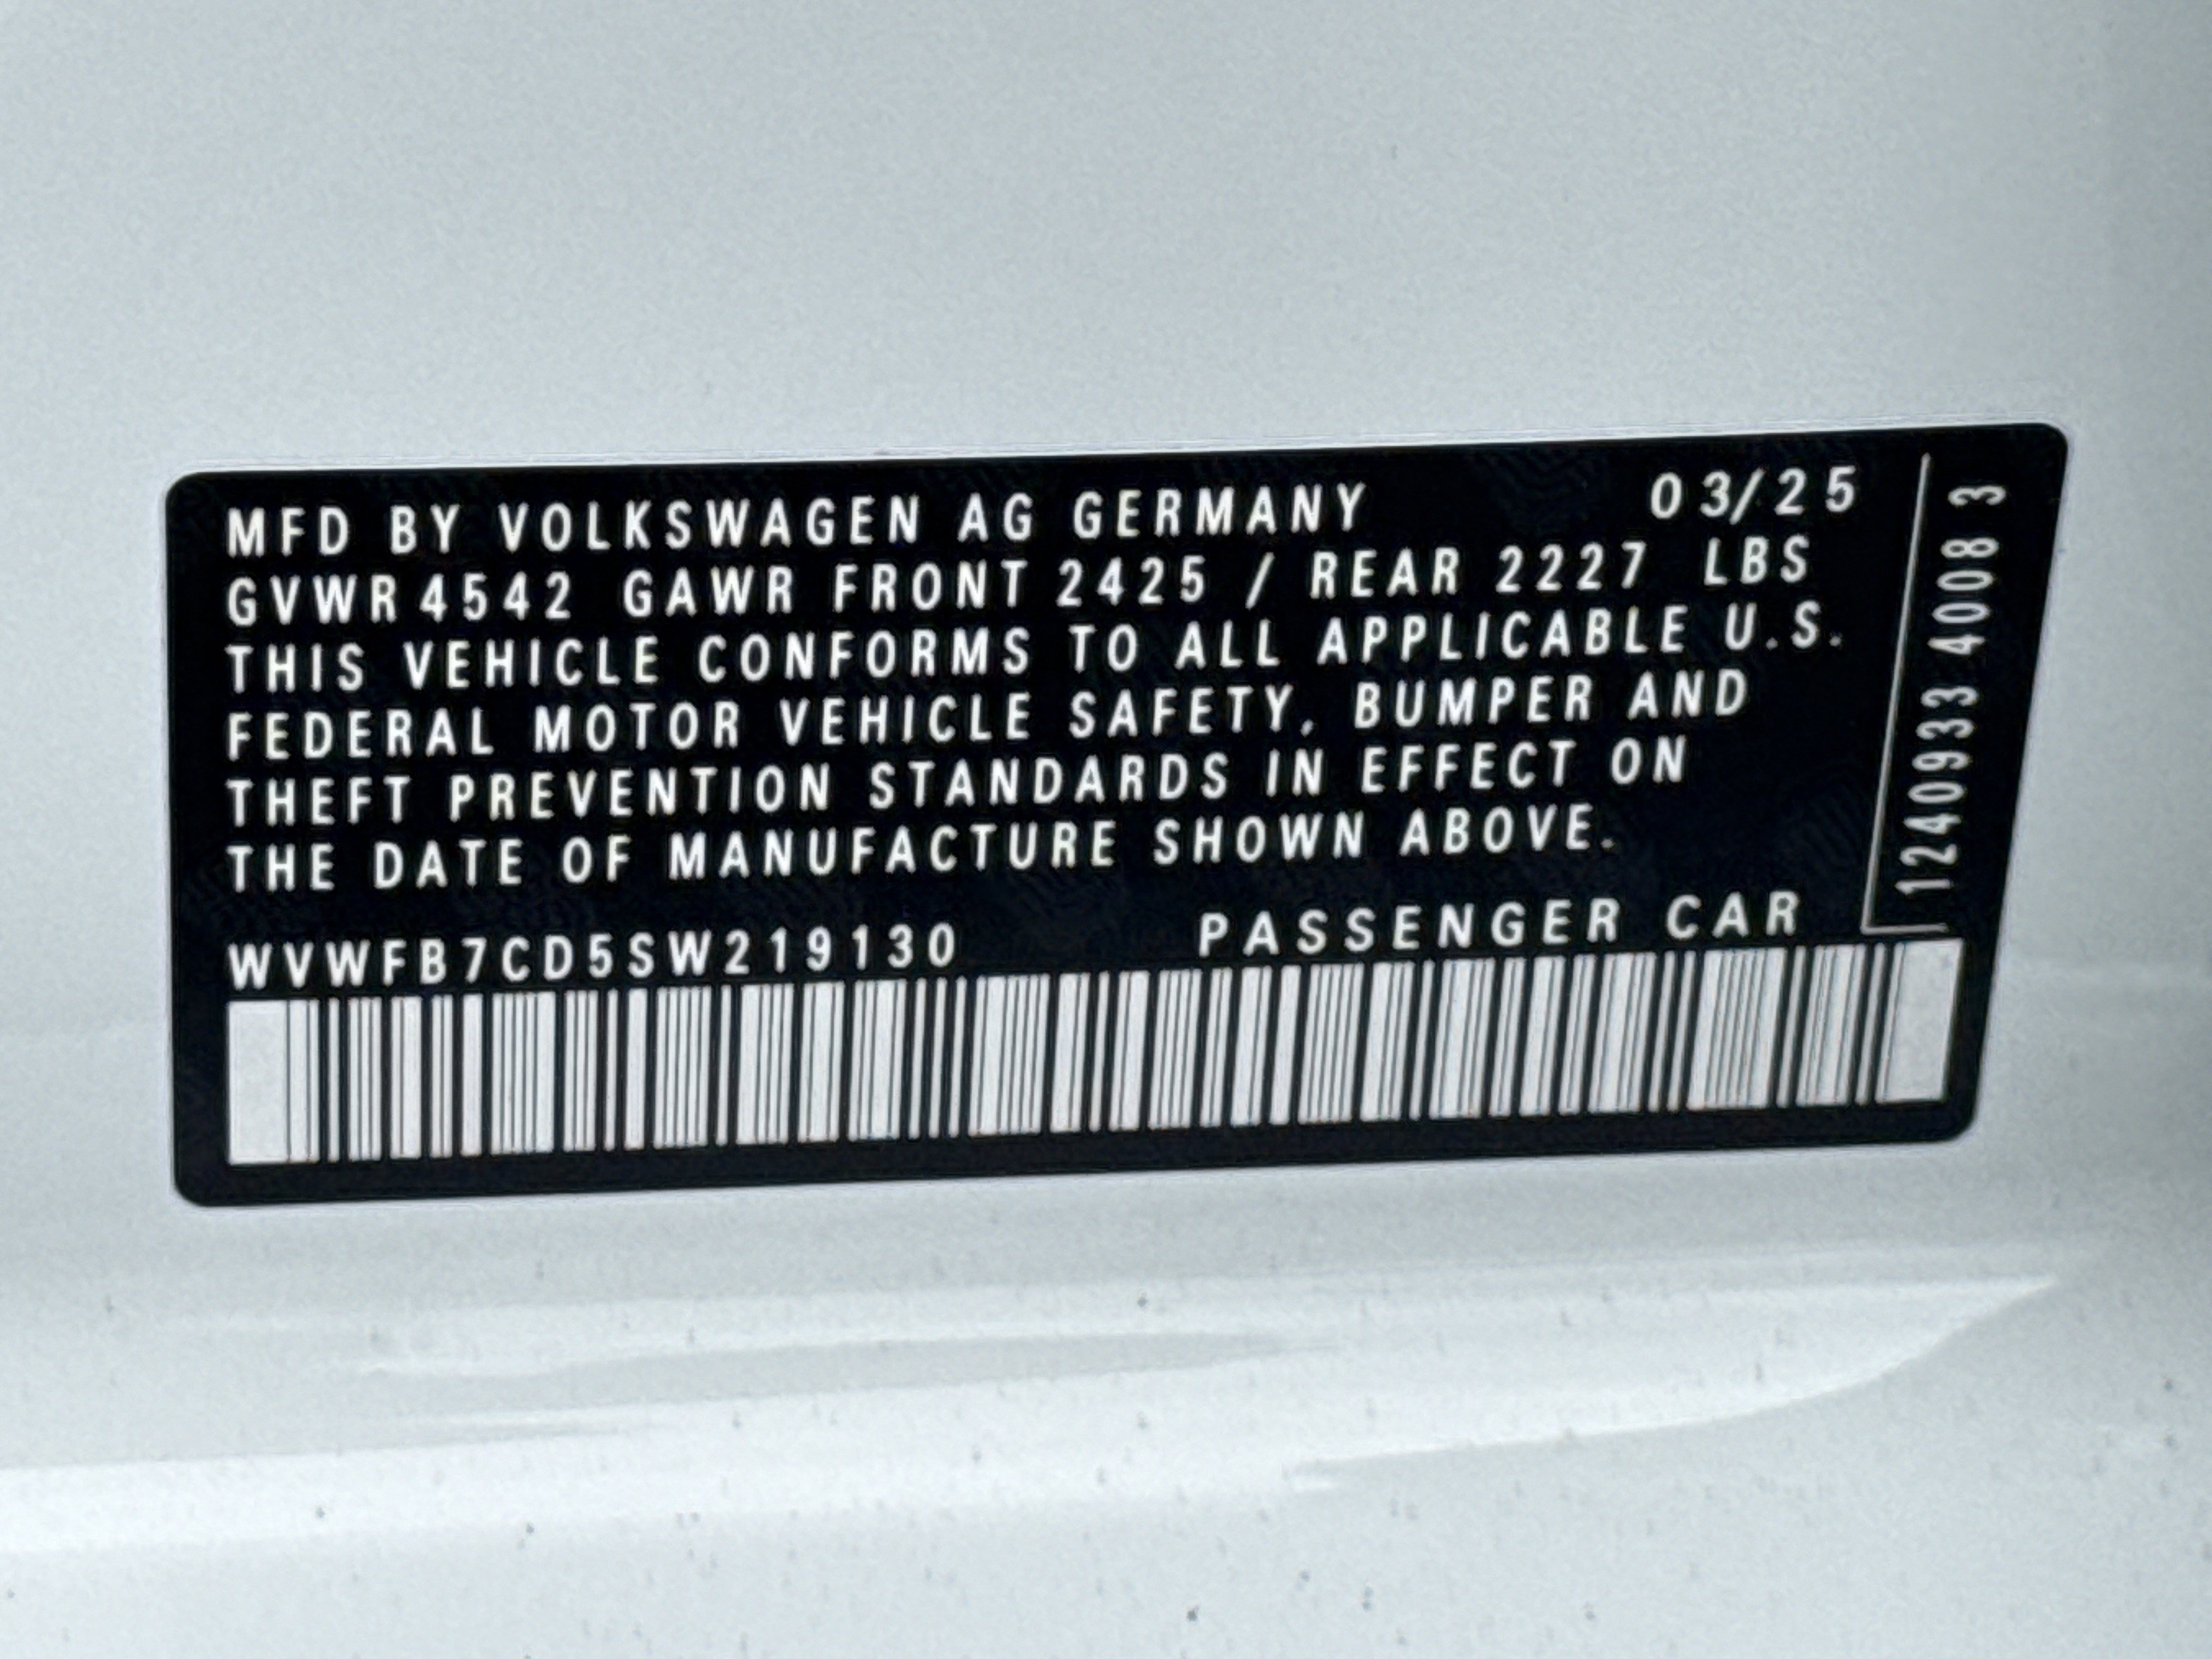 MFD BY VOLKSWAGEN AG GERMANY 03/25
GVWR 4542 GAWR FRONT 2425 / REAR 2227 LBS
THIS VEHICLE CONFORMS TO ALL APPLICABLE U.S.
FEDERAL MOTOR VEHICLE SAFETY, BUMPER AND
THEFT PREVENTION STANDARDS IN EFFECT ON
THE DATE OF MANUFACTURE SHOWN ABOVE.
WVWFB7CD5SW219130 PASSENGER CAR
1240933 4008 3